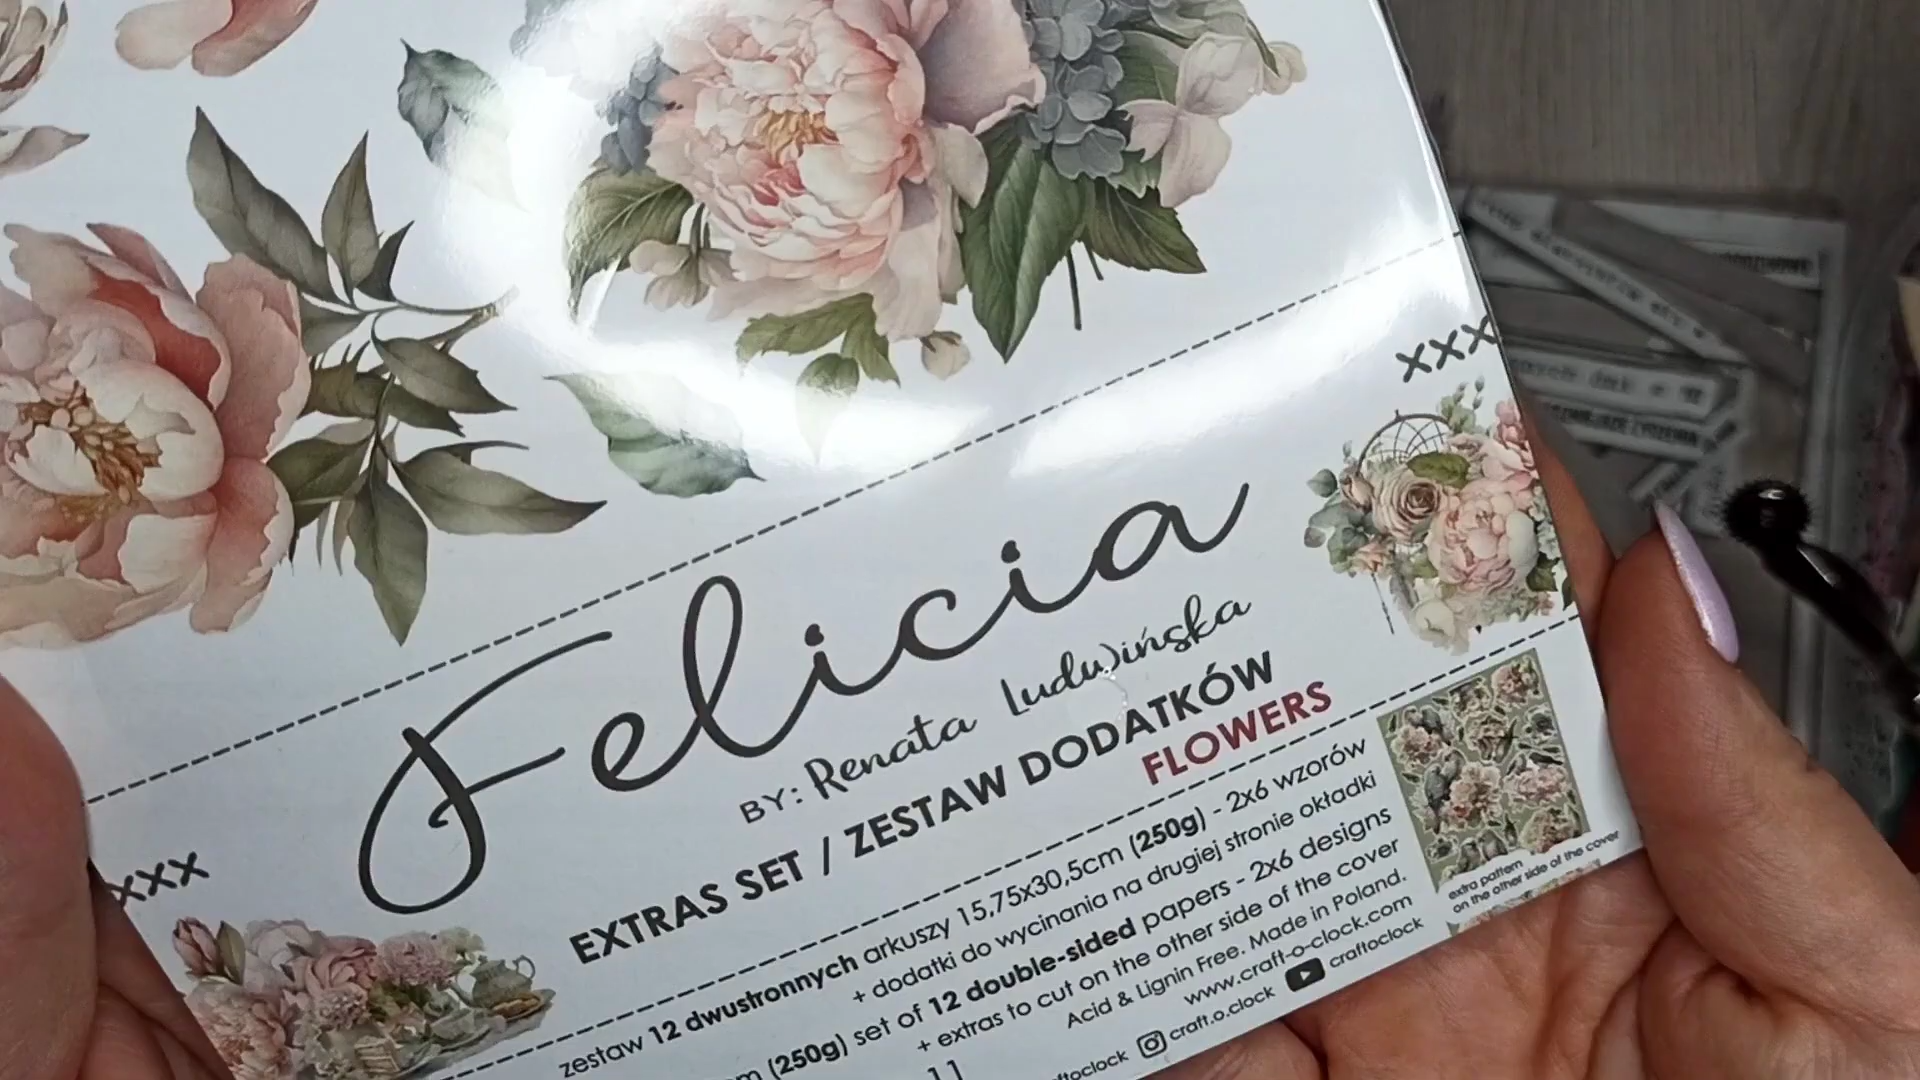 XXX
Felicia
BY: Renata Ludwińska
EXTRAS SET / ZESTAW DODATKÓW
FLOWERS
XXX
zestaw 12 dwustronnych arkuszy 15,75x30,5cm (250g) - 2x6 wzorów
+ dodatki do wycinania na drugiej stronie okładki
(250g) set of 12 double-sided papers - 2x6 designs
+ extras to cut on the other side of the cover
Acid & Lignin Free. Made in Poland.
www.craft-o-clock.com
craft.o.clock craftoclock
extra pattern
on the other side of the cover